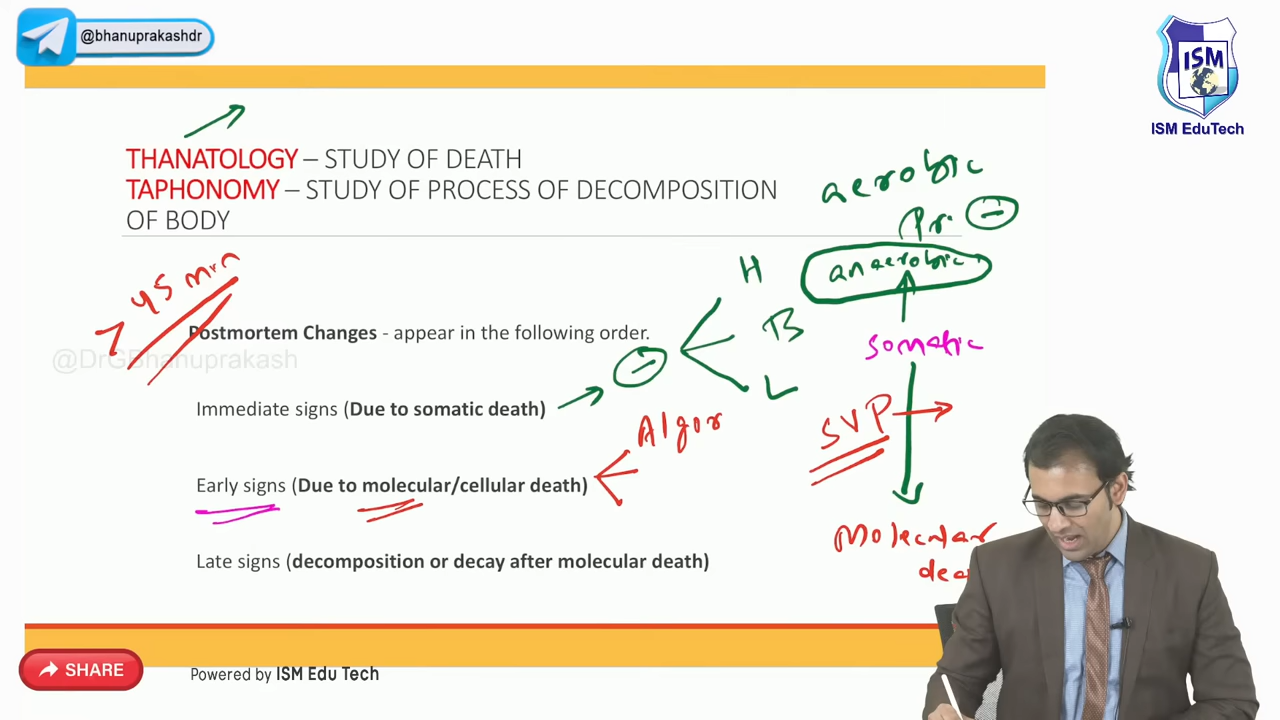 @bhanuprakashdr
ISM
ISM EduTech
THANATOLOGY – STUDY OF DEATH
TAPHONOMY – STUDY OF PROCESS OF DECOMPOSITION
OF BODY
aerobic
Pr. −
anaerobic
> 45 min
H
B
L
Postmortem Changes - appear in the following order.
@DrGBhanuprakash
somatic
Immediate signs (Due to somatic death)
−
SVP
Algor
Early signs (Due to molecular/cellular death)
Molecular
Late signs (decomposition or decay after molecular death)
SHARE
Powered by ISM Edu Tech